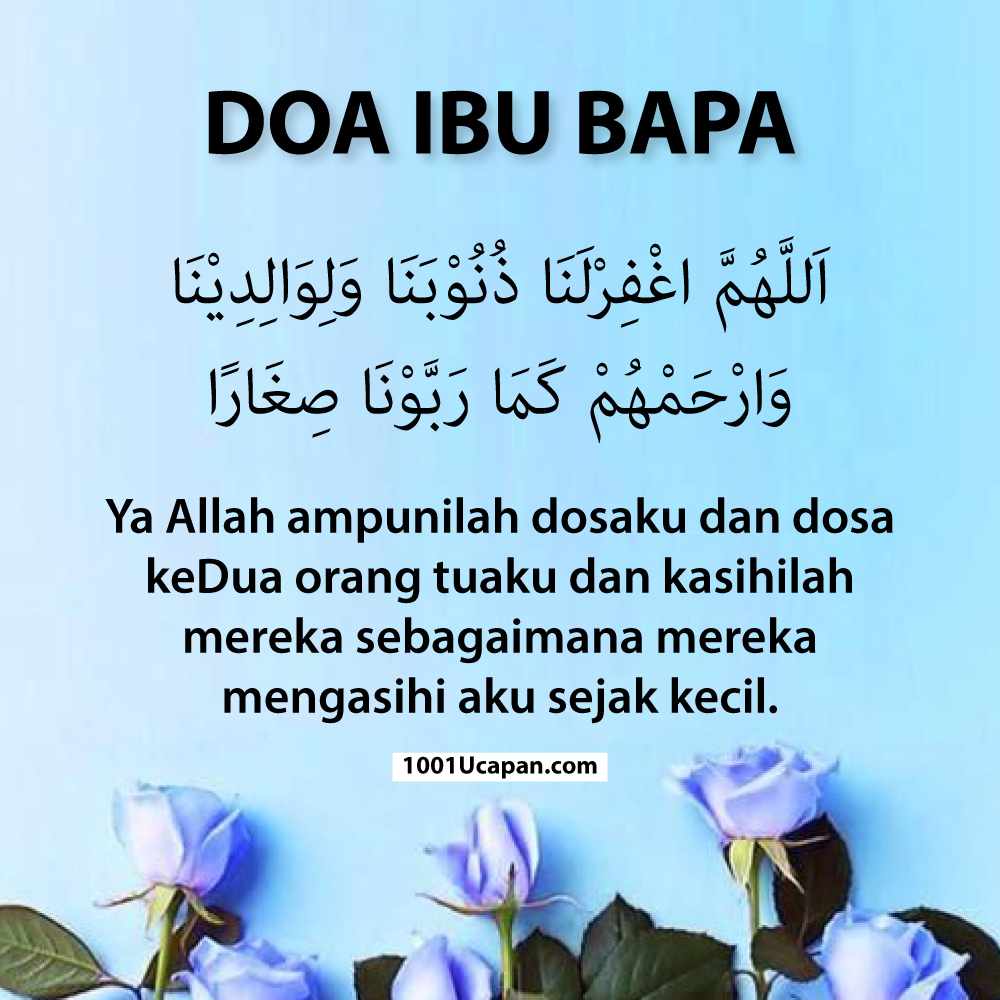 DOA IBU BAPA
اَللَّهُمَّ اغْفِرْلَنَا ذُنُوْبَنَا وَلِوَالِدِيْنَا
وَارْحَمْهُمْ كَمَا رَبَّوْنَا صِغَارًا
Ya Allah ampunilah dosaku dan dosa
keDua orang tuaku dan kasihilah
mereka sebagaimana mereka
mengasihi aku sejak kecil.
1001Ucapan.com